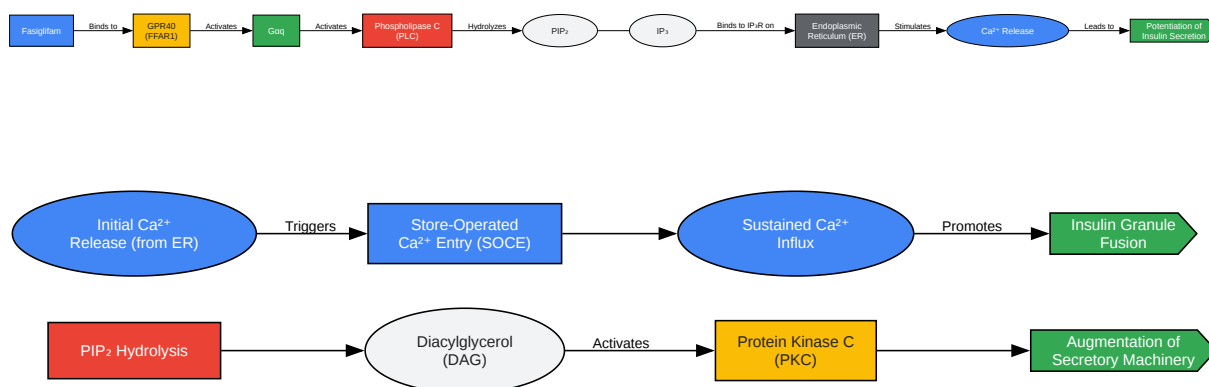 Fasiglifam
Binds to
GPR40
(FFAR1)
Activates
Gαq
Activates
Phospholipase C
(PLC)
Hydrolyzes
PIP₂
IP₃
Binds to IP₃R on
Endoplasmic
Reticulum (ER)
Stimulates
Ca²⁺ Release
Leads to
Potentiation of
Insulin Secretion
Initial Ca²⁺
Release (from ER)
Triggers
Store-Operated
Ca²⁺ Entry (SOCE)
Sustained Ca²⁺
Influx
Promotes
Insulin Granule
Fusion
PIP₂ Hydrolysis
Diacylglycerol
(DAG)
Activates
Protein Kinase C
(PKC)
Augmentation of
Secretory Machinery